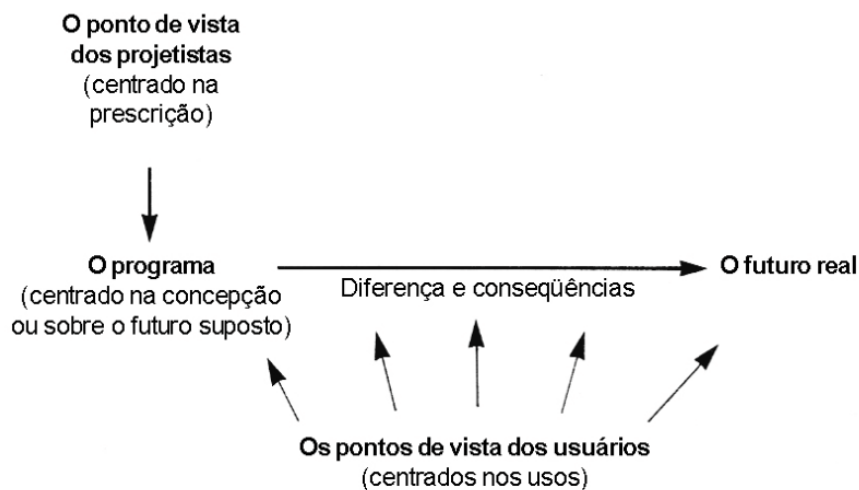 O ponto de vista
dos projetistas
(centrado na
prescrição)
O programa
(centrado na concepção
ou sobre o futuro suposto)
Diferença e conseqüências
O futuro real
Os pontos de vista dos usuários
(centrados nos usos)